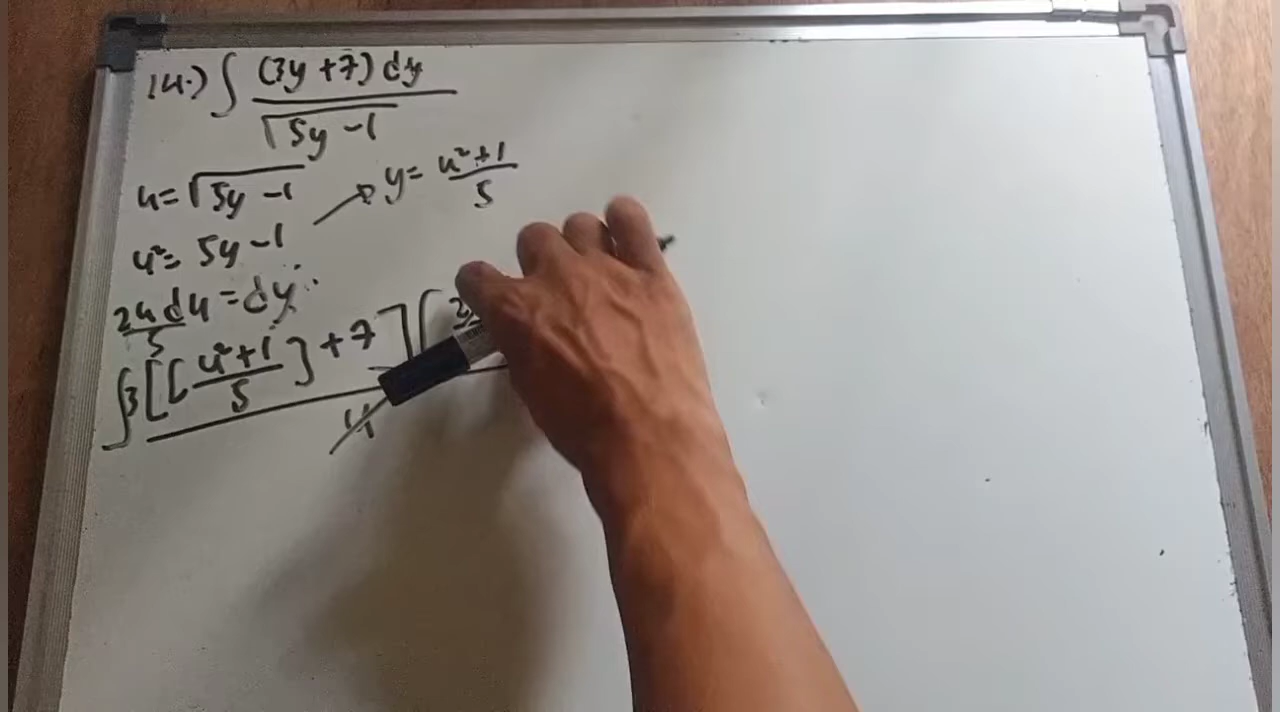 14.) ∫ (3y + 7) dy / √5y - 1
u = √5y - 1 → y = u² + 1 / 5
u² = 5y - 1
2u du / 5 = dy
∫ 3 [ [ u² + 1 / 5 ] + 7 ] [ 2
u